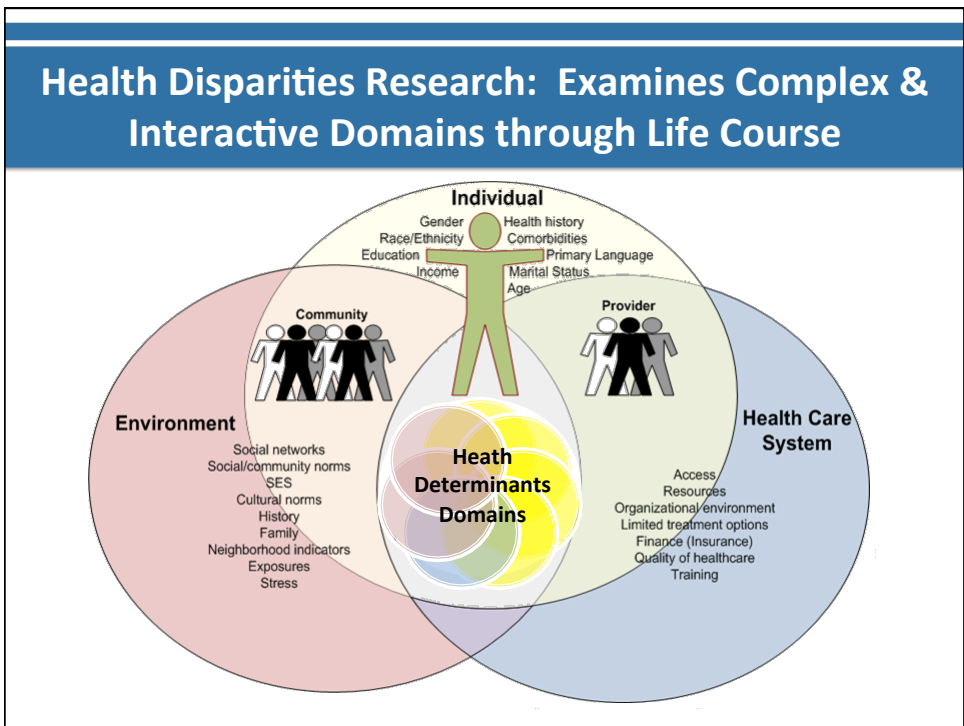 Health Disparities Research: Examines Complex &
Interactive Domains through Life Course
Individual
Gender
Race/Ethnicity
Education
Income
Health history
Comorbidities
Primary Language
Marital Status
Age
Community
Provider
Environment
Social networks
Social/community norms
SES
Cultural norms
History
Family
Neighborhood indicators
Exposures
Stress
Heath
Determinants
Domains
Health Care
System
Access
Resources
Organizational environment
Limited treatment options
Finance (Insurance)
Quality of healthcare
Training